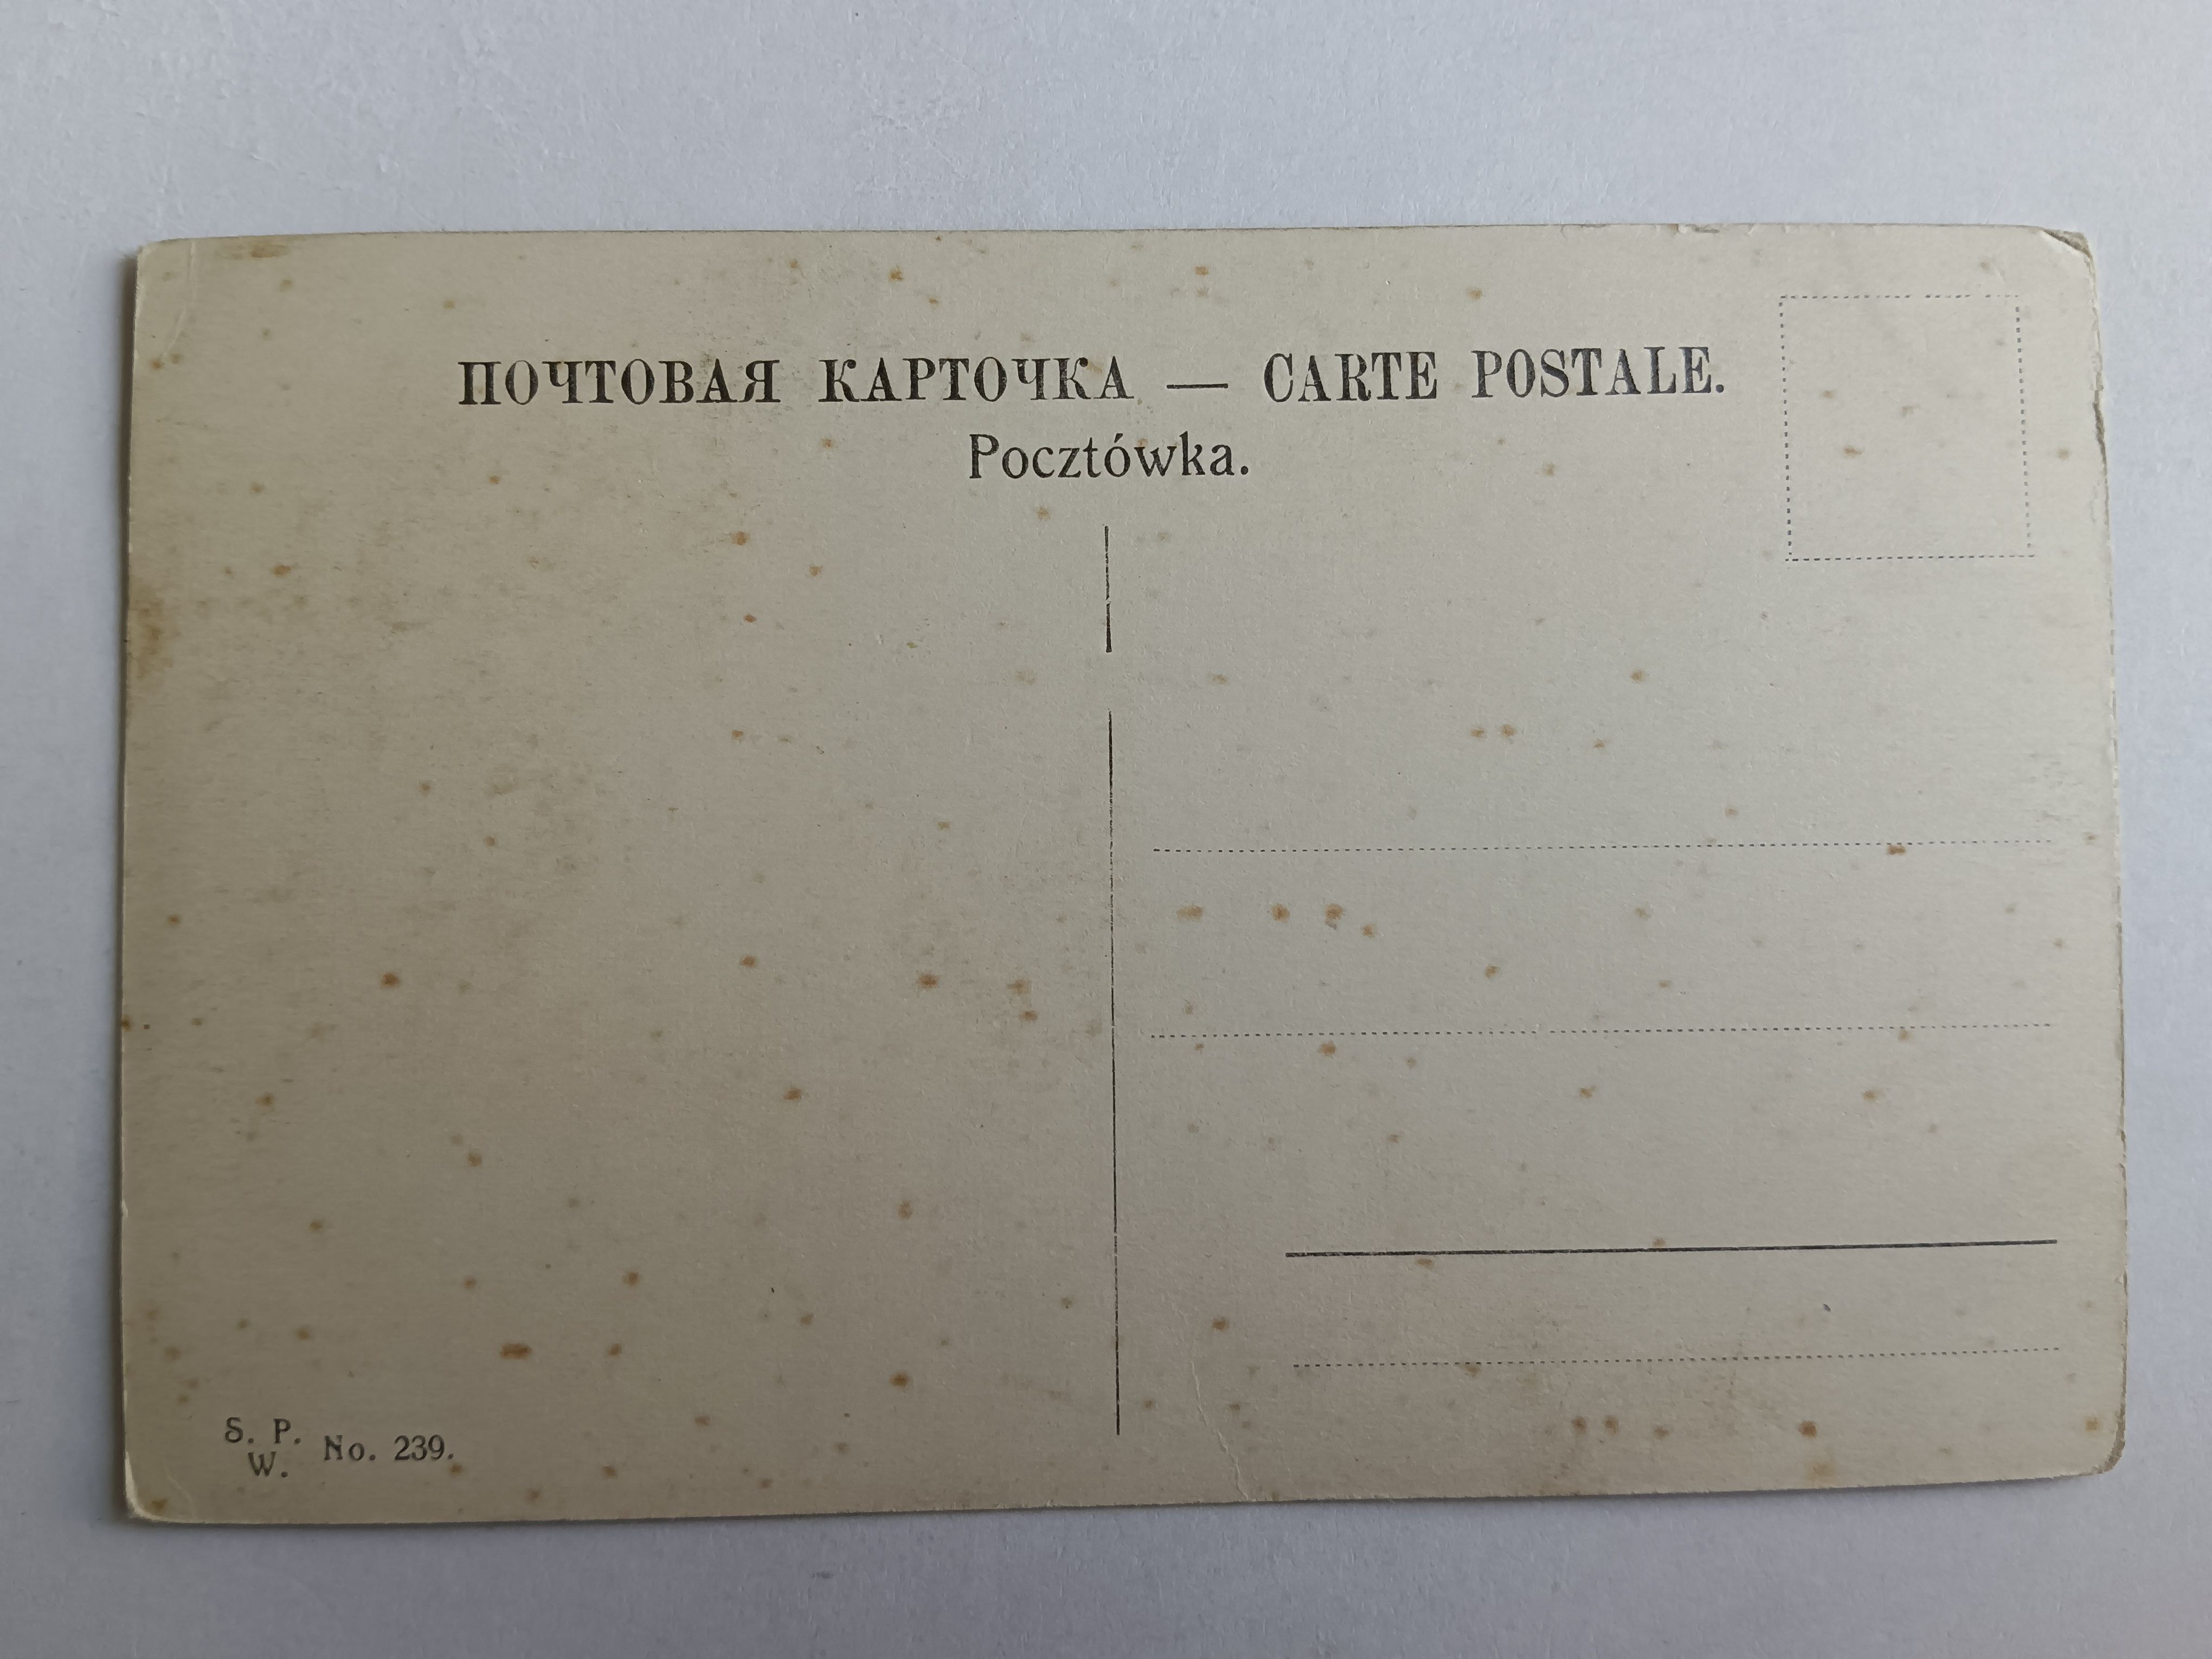 ПОЧТОВАЯ КАРТОЧКА — CARTE POSTALE.
Pocztówka.
S. P.
W. No. 239.